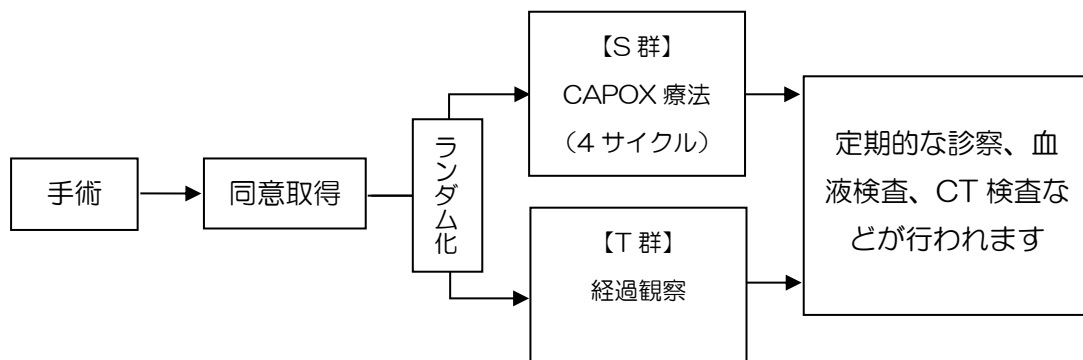 手術
同意取得
ランダム化
【S 群】
CAPOX 療法
（4 サイクル）
【T 群】
経過観察
定期的な診察、血
液検査、CT 検査な
どが行われます